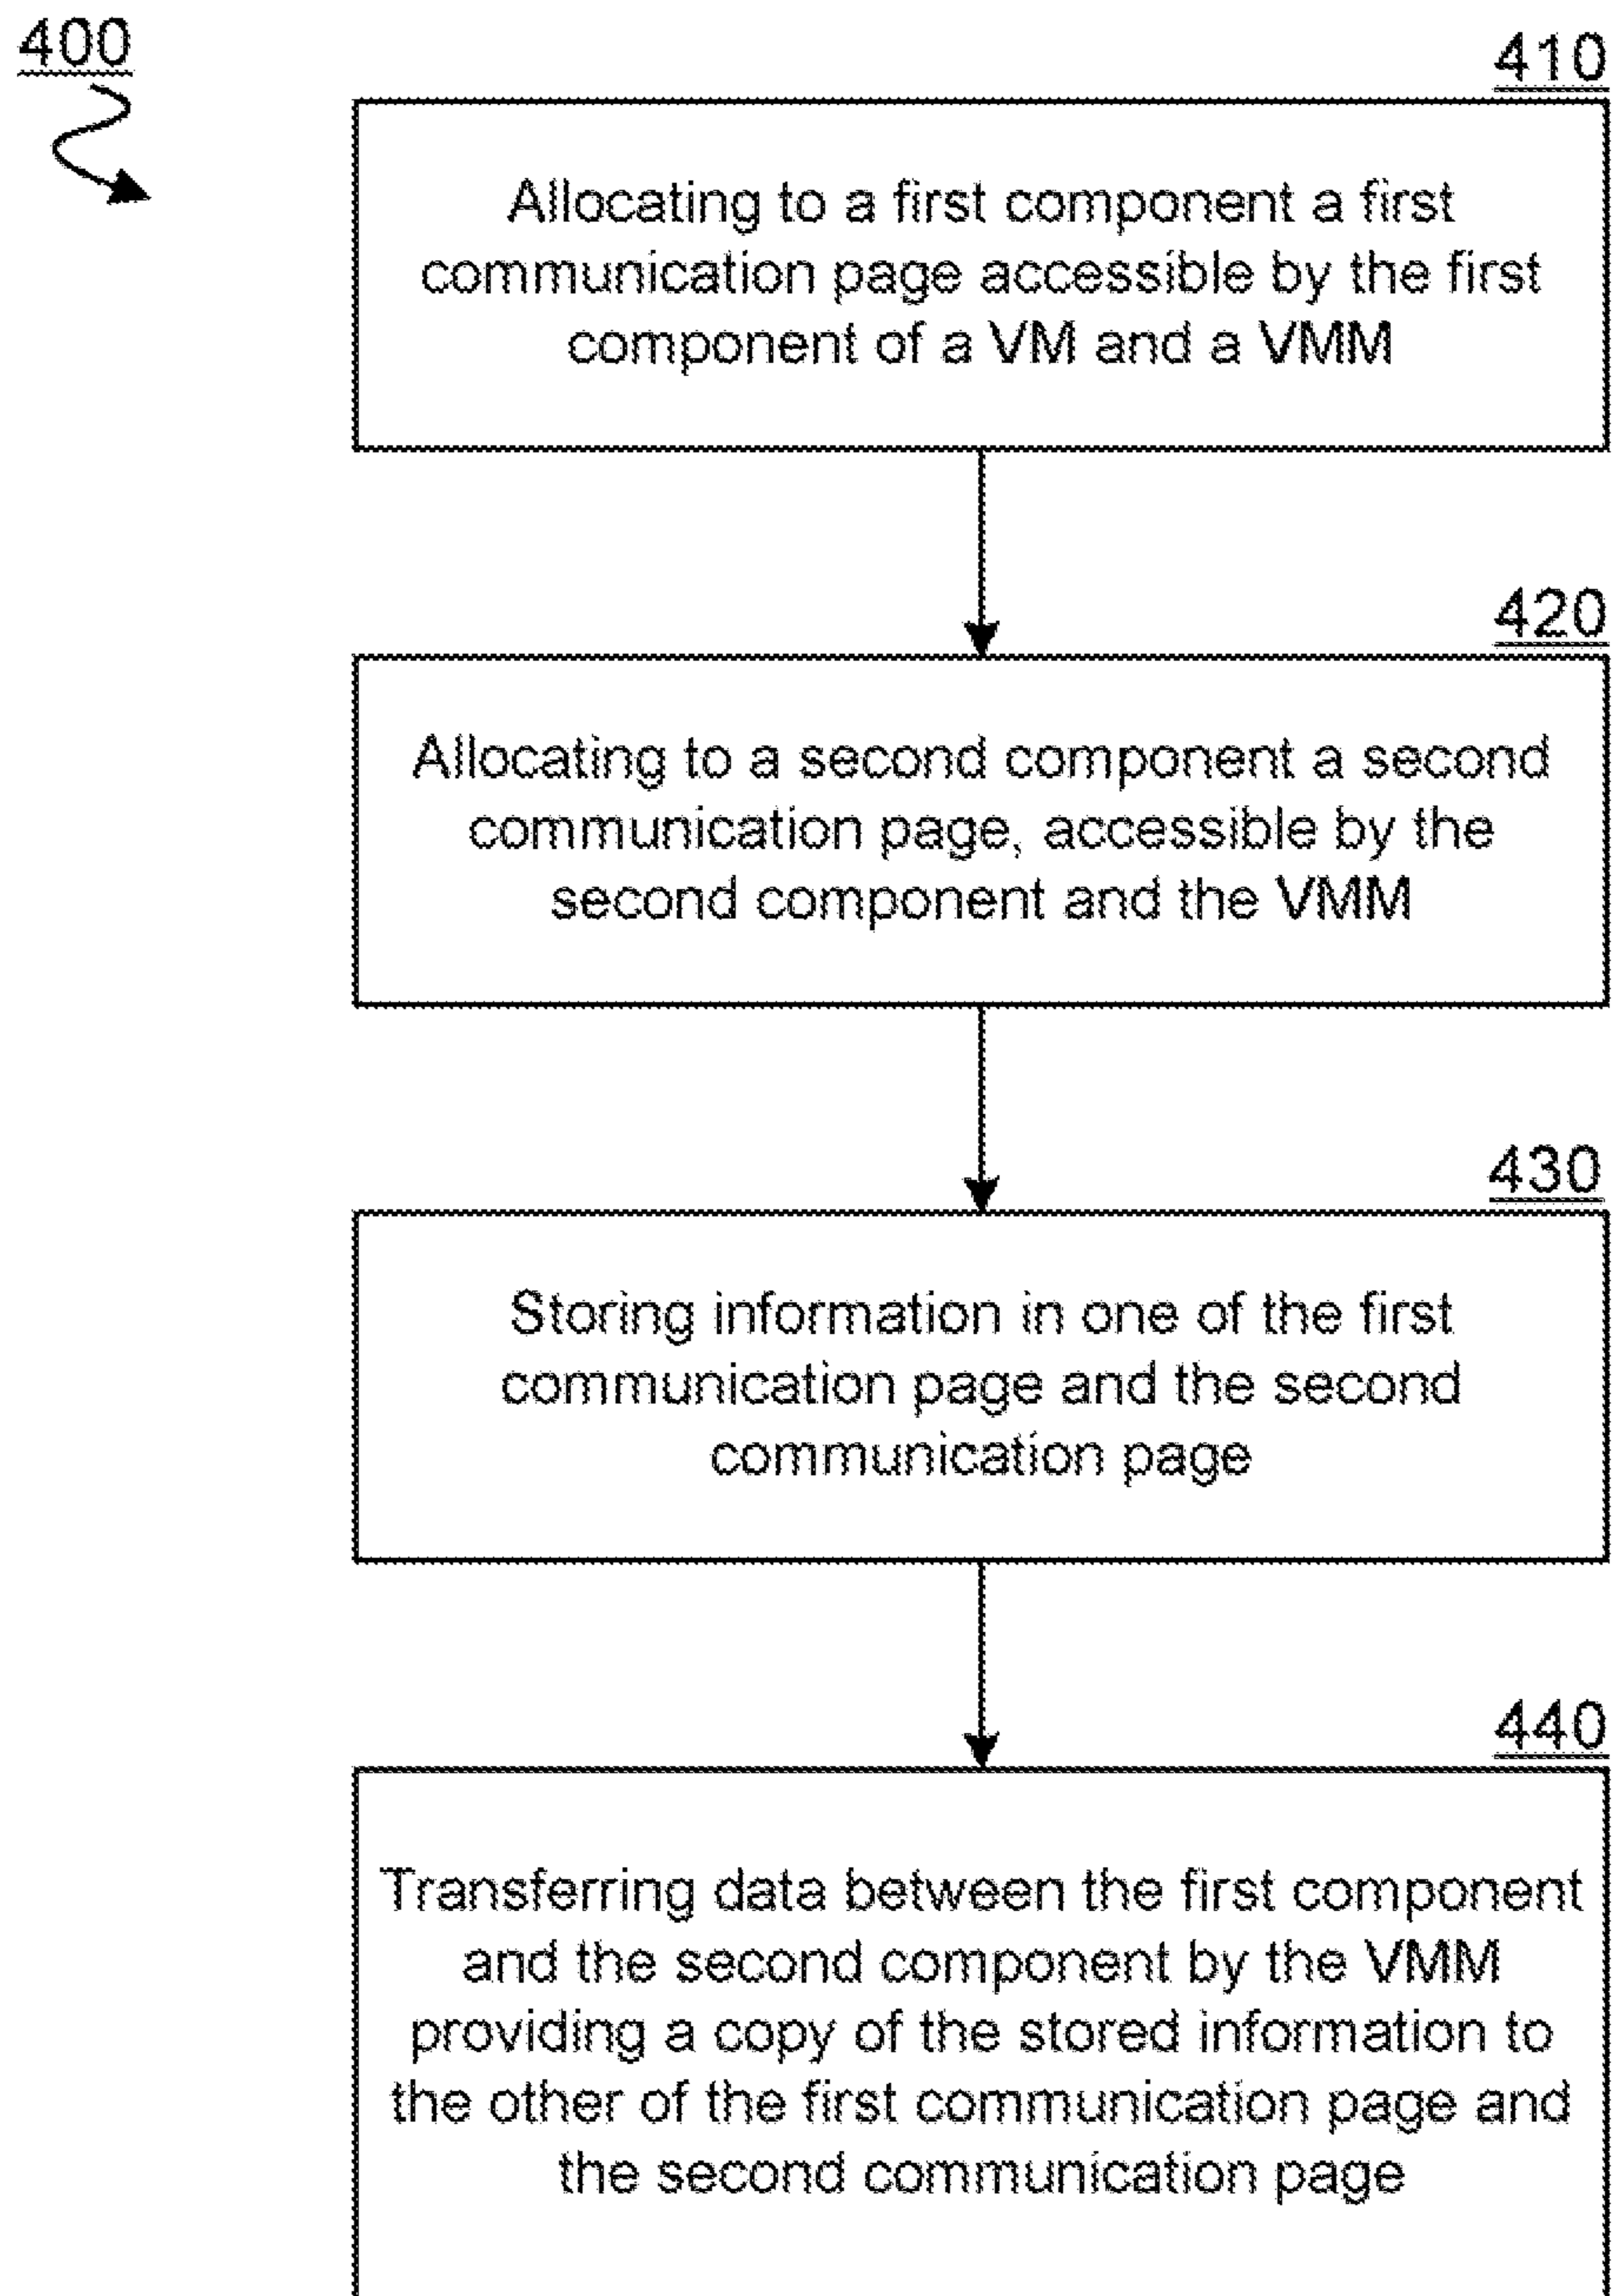 400
410
Allocating to a first component a first
communication page accessible by the first
component of a VM and a VMM
420
Allocating to a second component a second
communication page, accessible by the
second component and the VMM
430
Storing information in one of the first
communication page and the second
communication page
440
Transferring data between the first component
and the second component by the VMM
providing a copy of the stored information to
the other of the first communication page and
the second communication page